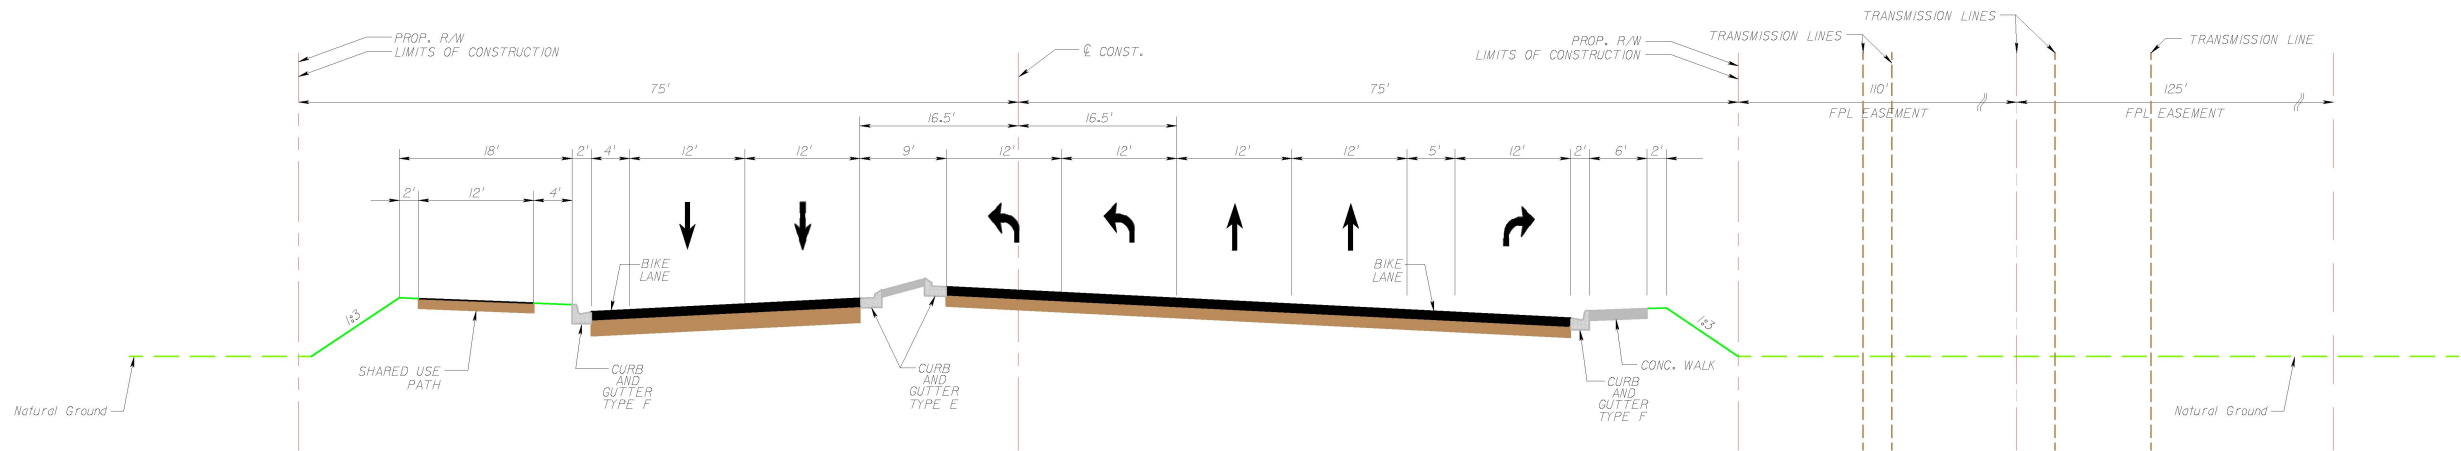 TRANSMISSION LINES
PROP. R/W
LIMITS OF CONSTRUCTION
℄ CONST.
PROP. R/W
LIMITS OF CONSTRUCTION
TRANSMISSION LINES
TRANSMISSION LINE
75'
75'
110'
FPL EASEMENT
125'
FPL EASEMENT
16.5'
16.5'
18'
2'
4'
12'
12'
9'
12'
12'
12'
12'
5'
12'
2'
6'
2'
2'
12'
4'
BIKE
LANE
BIKE
LANE
1:3
1:3
SHARED USE
PATH
CURB
AND
GUTTER
TYPE F
CURB
AND
GUTTER
TYPE E
CONC. WALK
CURB
AND
GUTTER
TYPE F
Natural Ground
Natural Ground